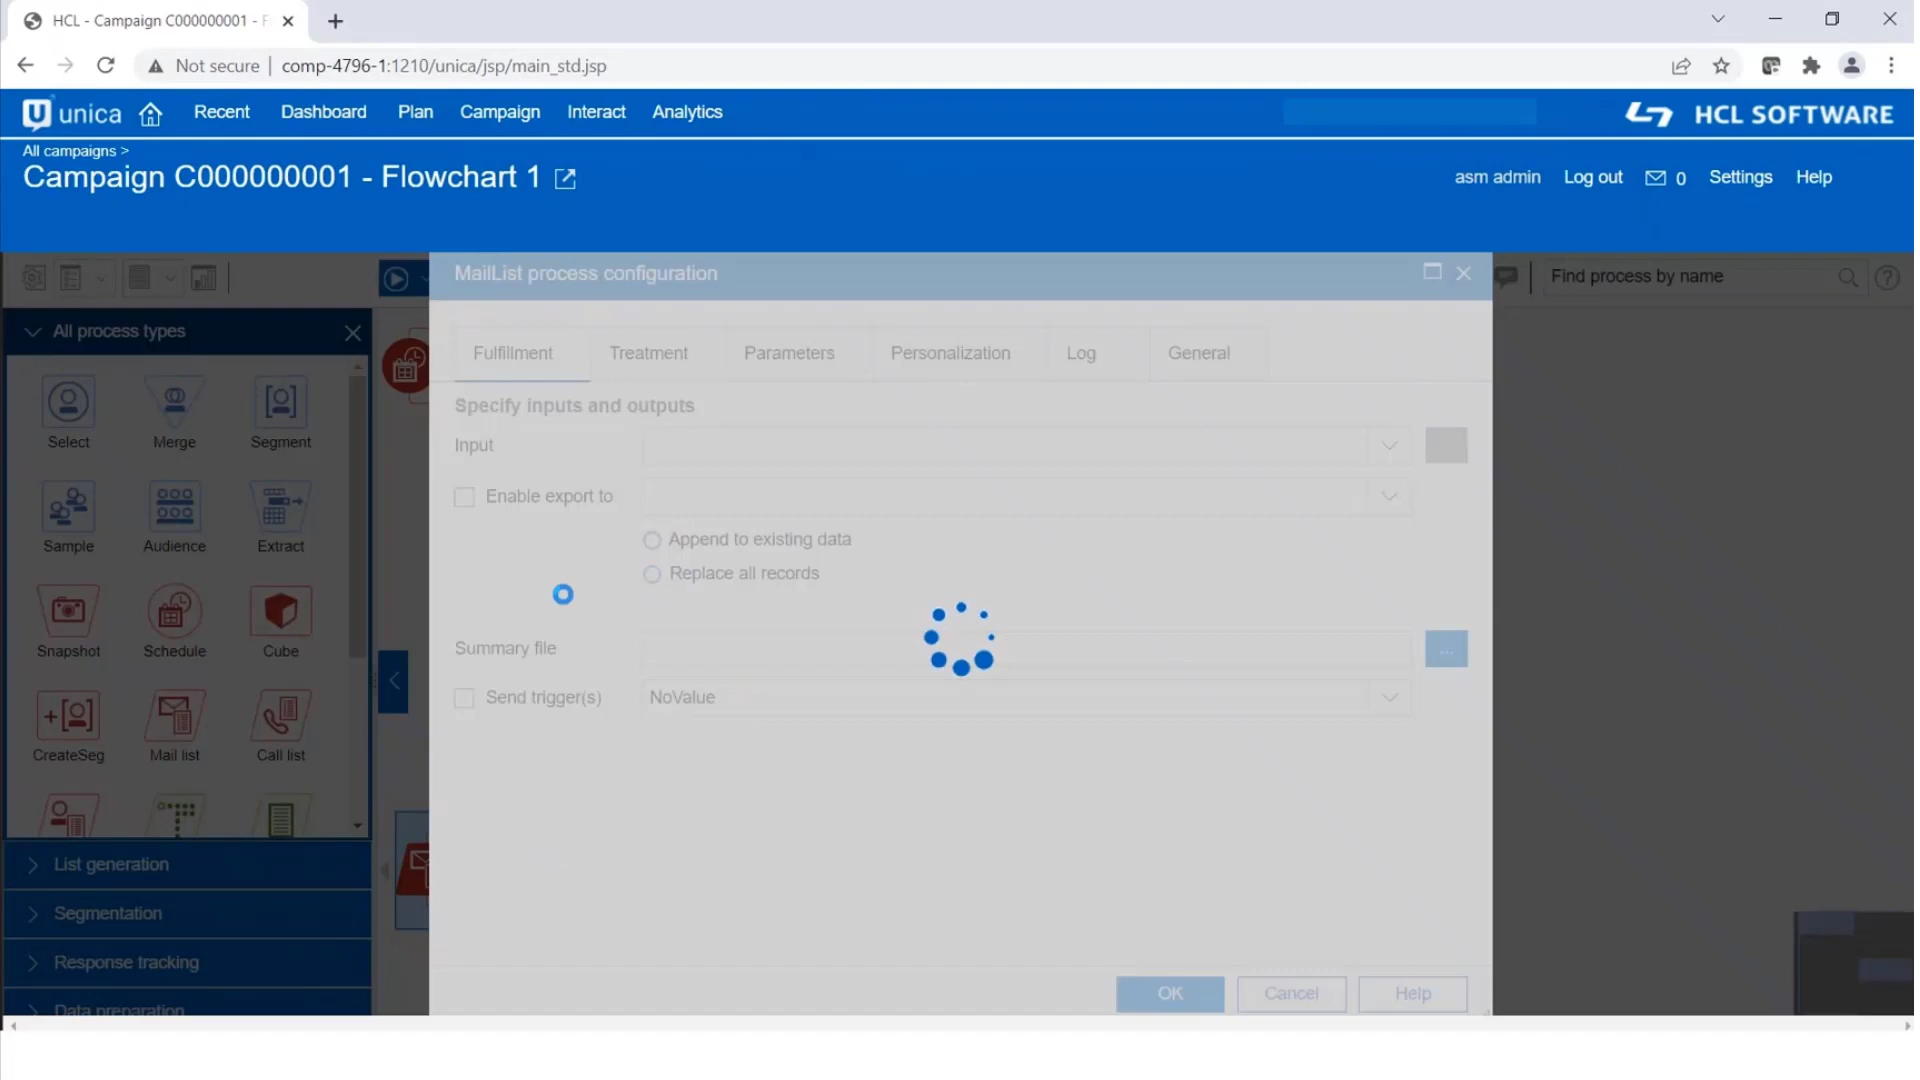 HCL - Campaign C000000001 - F
Not secure
comp-4796-1:1210/unica/jsp/main_std.jsp
unica
Recent
Dashboard
Plan
Campaign
Interact
Analytics
HCL SOFTWARE
All campaigns >
Campaign C000000001 - Flowchart 1
asm admin
Log out
0
Settings
Help
MailList process configuration
Find process by name
All process types
Fulfillment
Treatment
Parameters
Personalization
Log
General
Specify inputs and outputs
Input
Select
Merge
Segment
Enable export to
Append to existing data
Sample
Audience
Extract
Replace all records
Summary file
...
Snapshot
Schedule
Cube
Send trigger(s)
NoValue
CreateSeg
Mail list
Call list
List generation
Segmentation
Response tracking
Data preparation
OK
Cancel
Help